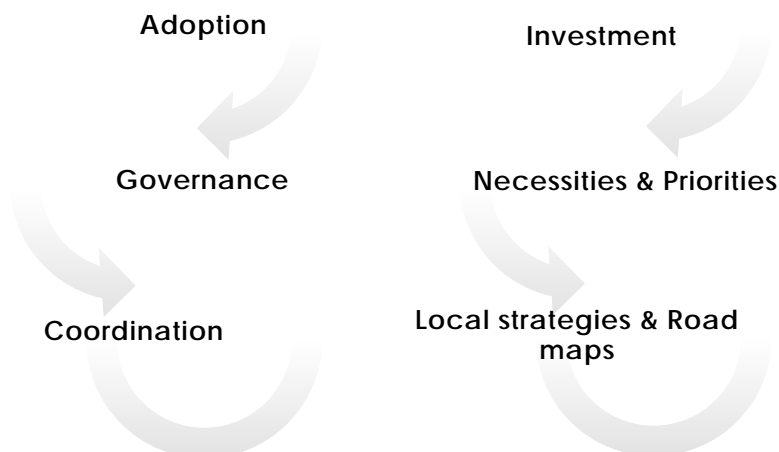 Adoption
Governance
Coordination
Investment
Necessities & Priorities
Local strategies & Road
maps